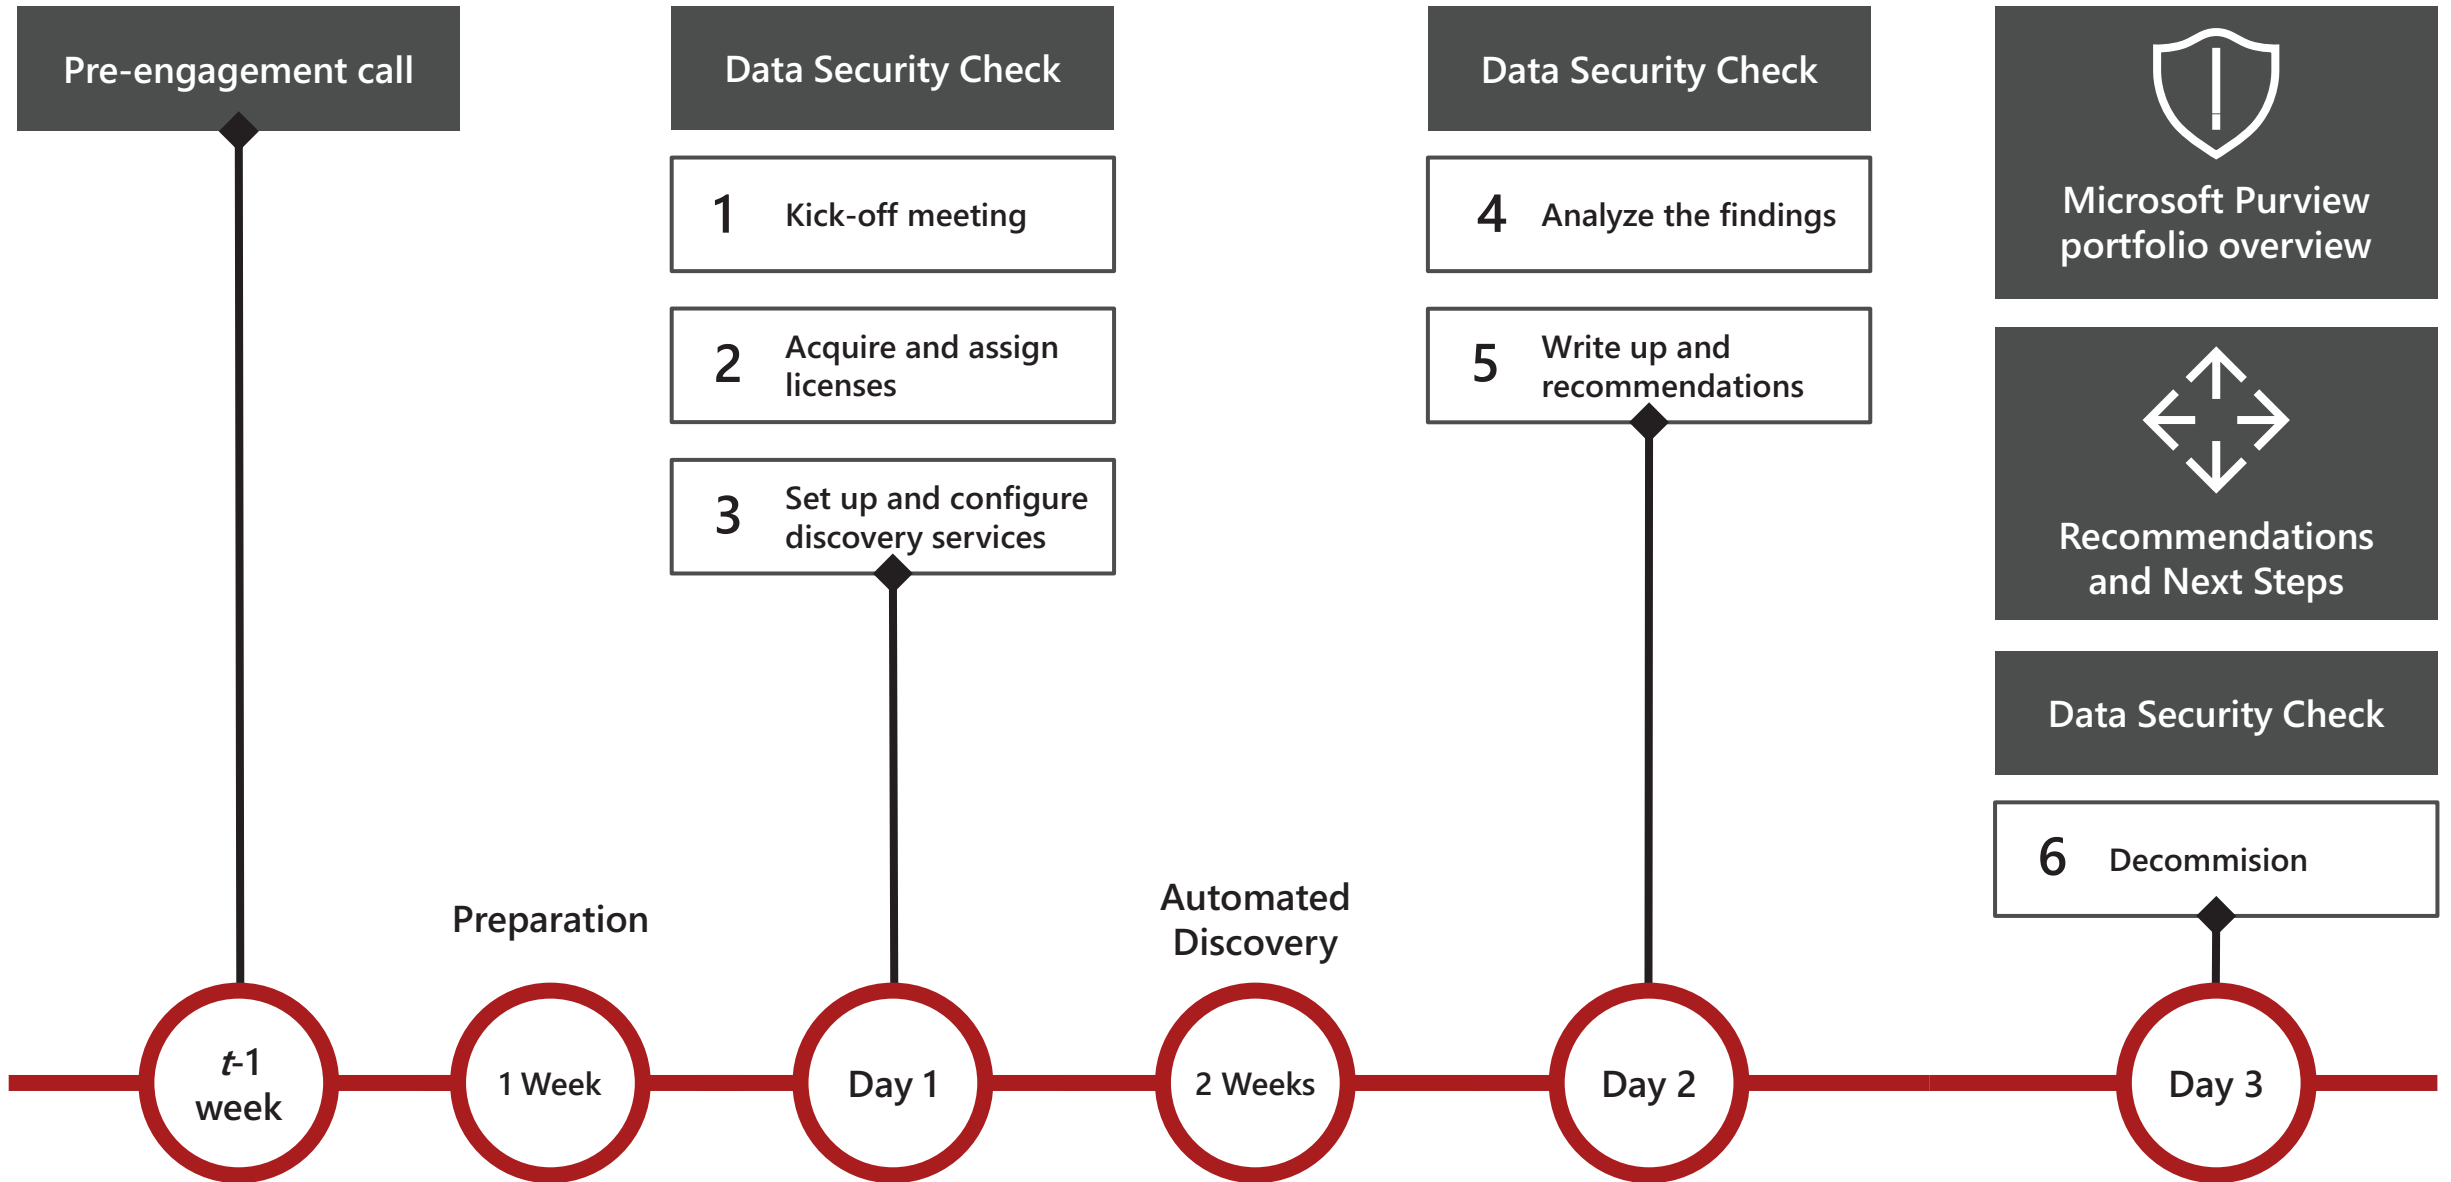 Pre-engagement call
Data Security Check
1
Kick-off meeting
2
Acquire and assign
licenses
3
Set up and configure
discovery services
Data Security Check
4
Analyze the findings
5
Write up and
recommendations
Microsoft Purview
portfolio overview
Recommendations
and Next Steps
Data Security Check
6
Decommision
Preparation
Automated
Discovery
t-1
week
1 Week
Day 1
2 Weeks
Day 2
Day 3